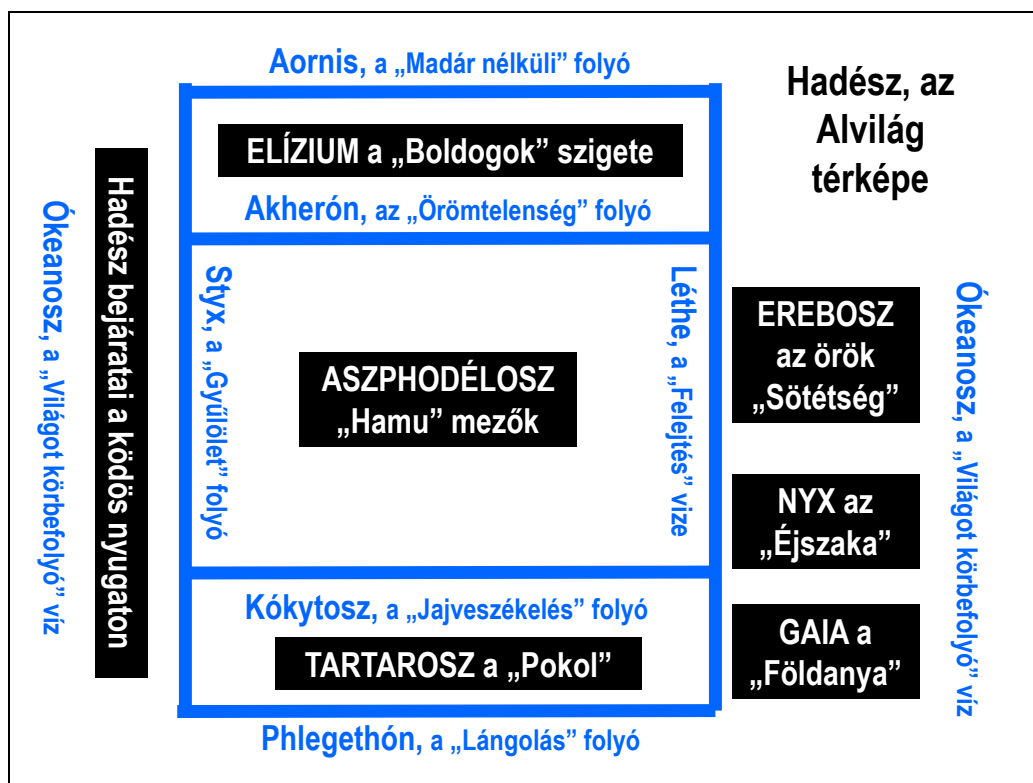 Aornis, a „Madár nélküli” folyó
Hadész, az
Alvilág
térképe
ELÍZIUM a „Boldogok” szigete
Akherón, az „Örömtelenség” folyó
Ókeanosz, a „Világot körbefolyó” víz
Hadész bejáratai a ködös nyugaton
Styx, a „Gyűlölet” folyó
ASZPHODÉLOSZ
„Hamu” mezők
Léthe, a „Felejtés” vize
EREBOSZ
az örök
„Sötétség”
NYX az
„Éjszaka”
GAIA a
„Földanya”
Ókeanosz, a „Világot körbefolyó” víz
Kókytosz, a „Jajveszékelés” folyó
TARTAROSZ a „Pokol”
Phlegethón, a „Lángolás” folyó